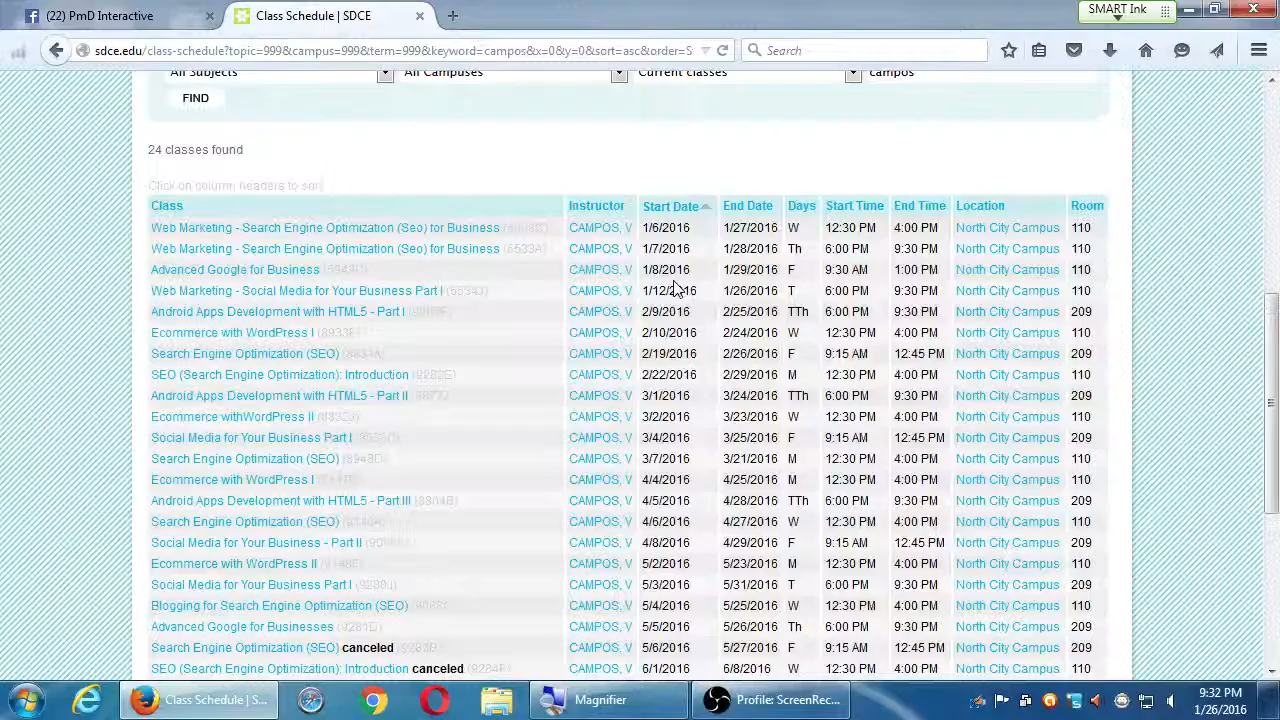 (22) PmD Interactive
Class Schedule | SDCE
SMART Ink
sdce.edu/class-schedule?topic=999&campus=999&term=999&keyword=campos&x=0&y=0&sort=asc&order=S
Search
All Subjects All Campuses Current classes campos
FIND
24 classes found
Click on column headers to sort
Class Instructor Start Date End Date Days Start Time End Time Location Room
Web Marketing - Search Engine Optimization (Seo) for Business CAMPOS, V 1/6/2016 1/27/2016 W 12:30 PM 4:00 PM North City Campus 110
Web Marketing - Search Engine Optimization (Seo) for Business (6533A) CAMPOS, V 1/7/2016 1/28/2016 Th 6:00 PM 9:30 PM North City Campus 110
Advanced Google for Business CAMPOS, V 1/8/2016 1/29/2016 F 9:30 AM 1:00 PM North City Campus 110
Web Marketing - Social Media for Your Business Part I CAMPOS, V 1/12/2016 1/26/2016 T 6:00 PM 9:30 PM North City Campus 110
Android Apps Development with HTML5 - Part I CAMPOS, V 2/9/2016 2/25/2016 TTh 6:00 PM 9:30 PM North City Campus 209
Ecommerce with WordPress I CAMPOS, V 2/10/2016 2/24/2016 W 12:30 PM 4:00 PM North City Campus 110
Search Engine Optimization (SEO) CAMPOS, V 2/19/2016 2/26/2016 F 9:15 AM 12:45 PM North City Campus 209
SEO (Search Engine Optimization): Introduction CAMPOS, V 2/22/2016 2/29/2016 M 12:30 PM 4:00 PM North City Campus 110
Android Apps Development with HTML5 - Part II CAMPOS, V 3/1/2016 3/24/2016 TTh 6:00 PM 9:30 PM North City Campus 209
Ecommerce withWordPress II CAMPOS, V 3/2/2016 3/23/2016 W 12:30 PM 4:00 PM North City Campus 110
Social Media for Your Business Part I CAMPOS, V 3/4/2016 3/25/2016 F 9:15 AM 12:45 PM North City Campus 209
Search Engine Optimization (SEO) CAMPOS, V 3/7/2016 3/21/2016 M 12:30 PM 4:00 PM North City Campus 110
Ecommerce with WordPress I CAMPOS, V 4/4/2016 4/25/2016 M 12:30 PM 4:00 PM North City Campus 110
Android Apps Development with HTML5 - Part III CAMPOS, V 4/5/2016 4/28/2016 TTh 6:00 PM 9:30 PM North City Campus 209
Search Engine Optimization (SEO) CAMPOS, V 4/6/2016 4/27/2016 W 12:30 PM 4:00 PM North City Campus 110
Social Media for Your Business - Part II CAMPOS, V 4/8/2016 4/29/2016 F 9:15 AM 12:45 PM North City Campus 209
Ecommerce with WordPress II CAMPOS, V 5/2/2016 5/23/2016 M 12:30 PM 4:00 PM North City Campus 110
Social Media for Your Business Part I CAMPOS, V 5/3/2016 5/31/2016 T 6:00 PM 9:30 PM North City Campus 209
Blogging for Search Engine Optimization (SEO) CAMPOS, V 5/4/2016 5/25/2016 W 12:30 PM 4:00 PM North City Campus 110
Advanced Google for Businesses CAMPOS, V 5/5/2016 5/26/2016 Th 6:00 PM 9:30 PM North City Campus 209
Search Engine Optimization (SEO) canceled CAMPOS, V 5/6/2016 5/27/2016 F 9:15 AM 12:45 PM North City Campus 209
SEO (Search Engine Optimization): Introduction canceled CAMPOS, V 6/1/2016 6/8/2016 W 12:30 PM 4:00 PM North City Campus 110
Class Schedule | S...
Magnifier
Profile: ScreenRec...
9:32 PM
1/26/2016